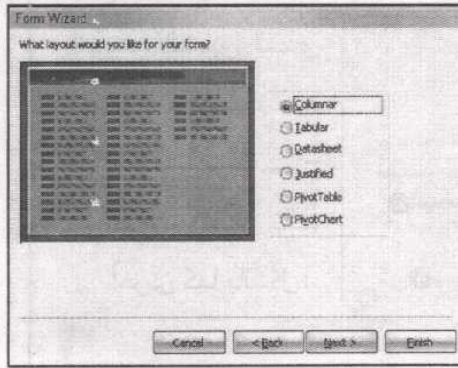 Form Wizard
What layout would you like for your form?
Columnar
Tabular
Datasheet
Justified
PivotTable
PivotChart
Cancel
< Back
Next >
Finish